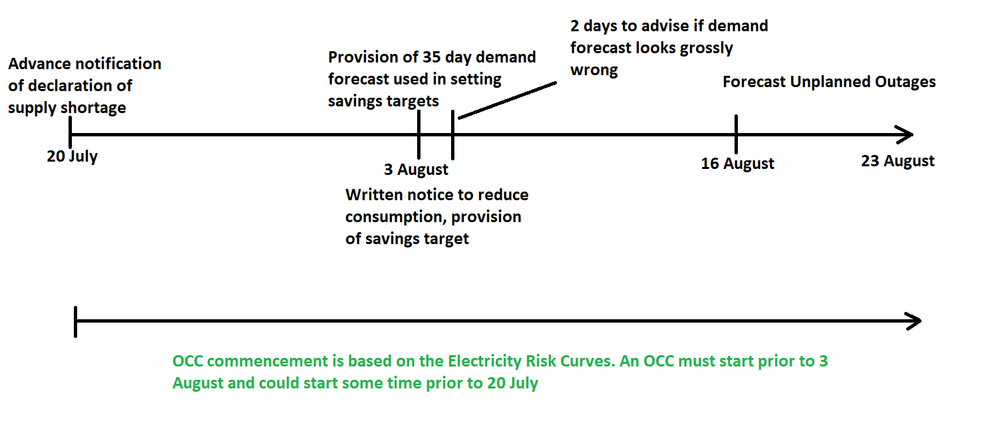 Advance notification
of declaration of
supply shortage
20 July
Provision of 35 day demand
forecast used in setting
savings targets
3 August
Written notice to reduce
consumption, provision
of savings target
2 days to advise if demand
forecast looks grossly
wrong
Forecast Unplanned Outages
16 August
23 August
OCC commencement is based on the Electricity Risk Curves. An OCC must start prior to 3
August and could start some time prior to 20 July